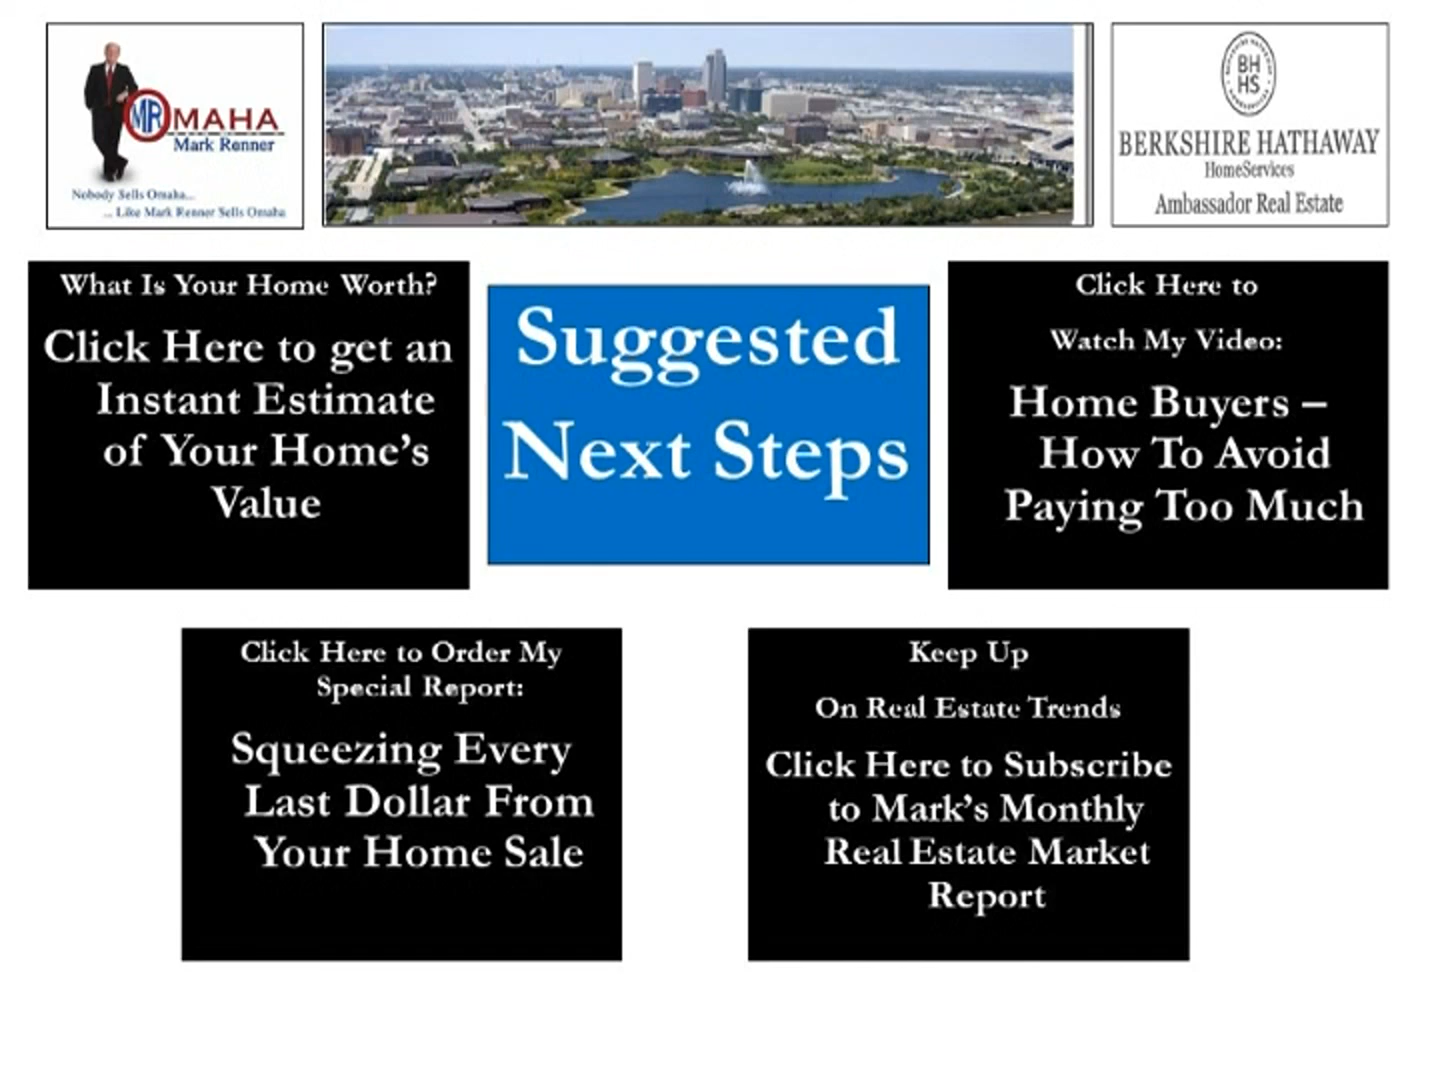 MR
OMAHA
Mark Renner
Nobody Sells Omaha...
... Like Mark Renner Sells Omaha
BH
HS
BERKSHIRE HATHAWAY
HomeServices
Ambassador Real Estate
What Is Your Home Worth?
Click Here to get an
Instant Estimate
of Your Home's
Value
Suggested
Next Steps
Click Here to
Watch My Video:
Home Buyers –
How To Avoid
Paying Too Much
Click Here to Order My
Special Report:
Squeezing Every
Last Dollar From
Your Home Sale
Keep Up
On Real Estate Trends
Click Here to Subscribe
to Mark's Monthly
Real Estate Market
Report